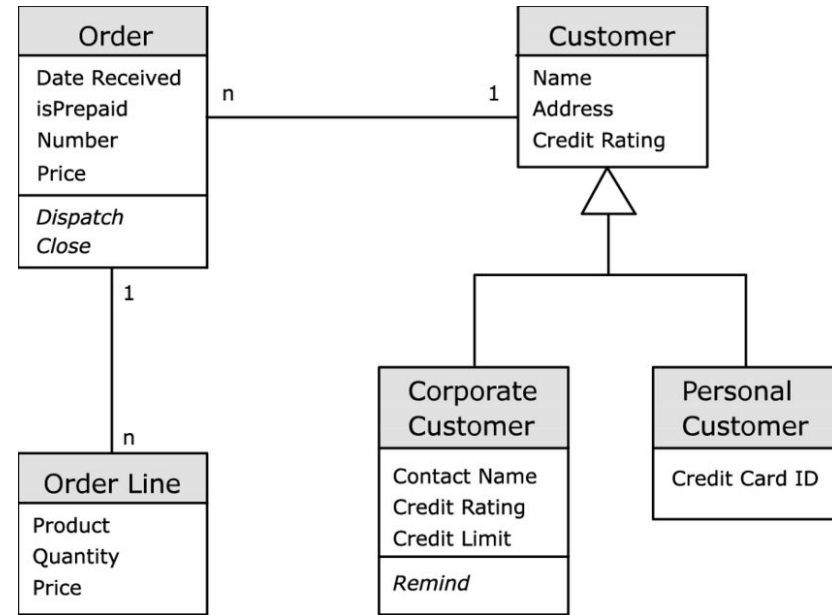 Order
Date Received
isPrepaid
Number
Price
Dispatch
Close
n
1
Customer
Name
Address
Credit Rating
1
n
Order Line
Product
Quantity
Price
Corporate
Customer
Contact Name
Credit Rating
Credit Limit
Remind
Personal
Customer
Credit Card ID